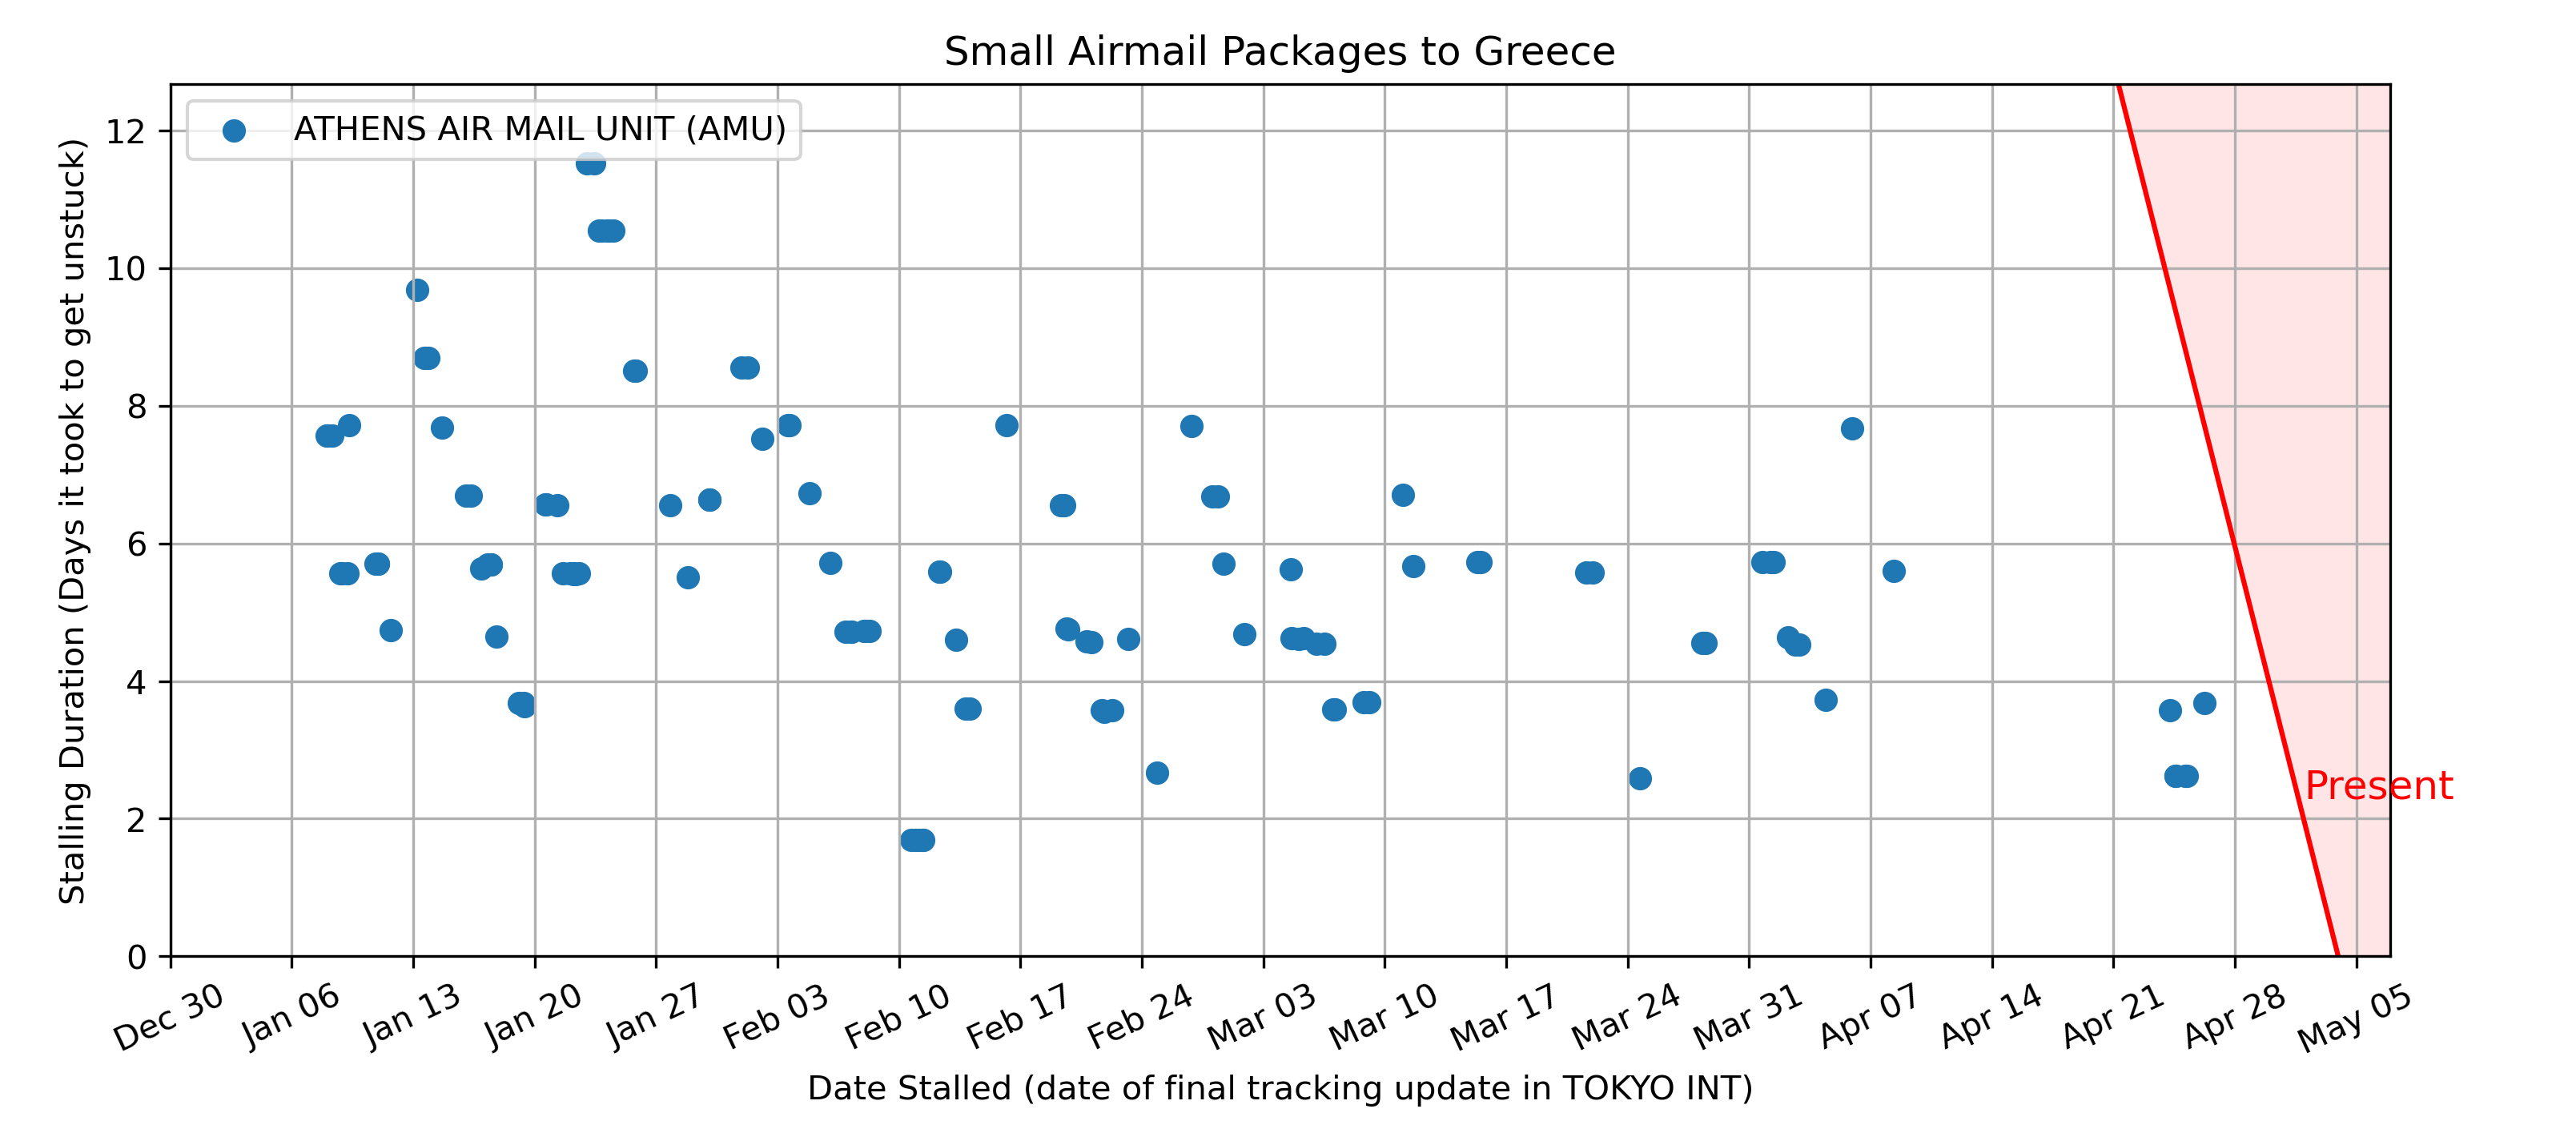 Small Airmail Packages to Greece
ATHENS AIR MAIL UNIT (AMU)
Stalling Duration (Days it took to get unstuck)
12
10
8
6
4
2
0
Present
Dec 30 Jan 06 Jan 13 Jan 20 Jan 27 Feb 03 Feb 10 Feb 17 Feb 24 Mar 03 Mar 10 Mar 17 Mar 24 Mar 31 Apr 07 Apr 14 Apr 21 Apr 28 May 05
Date Stalled (date of final tracking update in TOKYO INT)